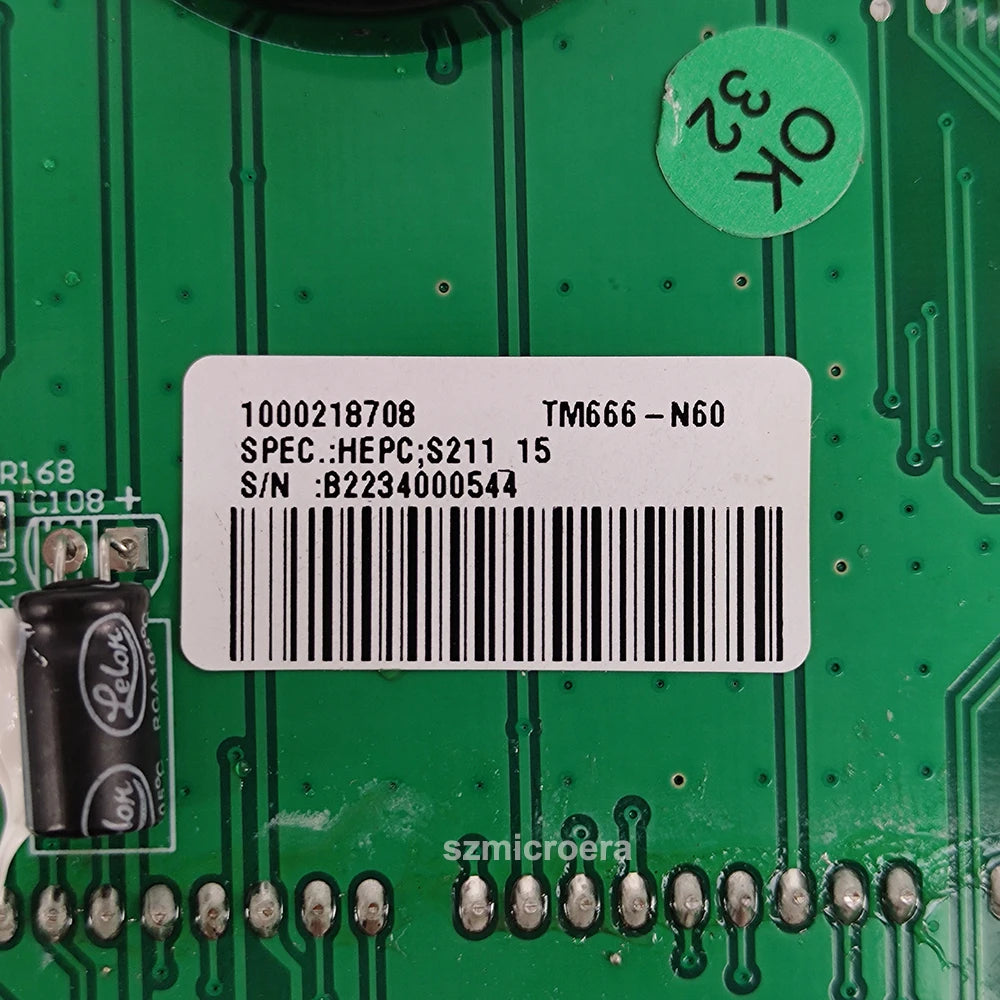 OK
32
1000218708 TM666-N60
SPEC.:HEPC;S211 15
S/N :B2234000544
R168
C108 +
Lelon
szmicroera